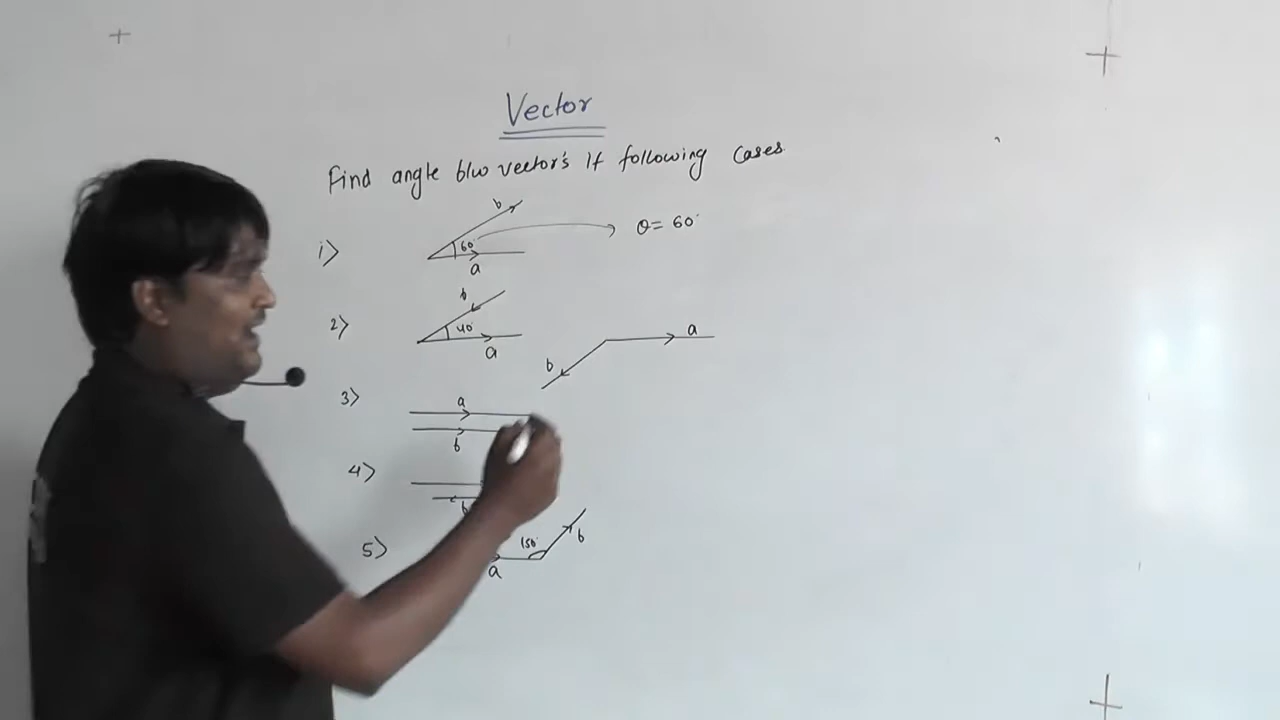 Vector
Find angle b/w vector's if following cases
1) b 60° a θ = 60°
2) b 40° a
b a
3) a
b
4)
b
5) 150° b
a